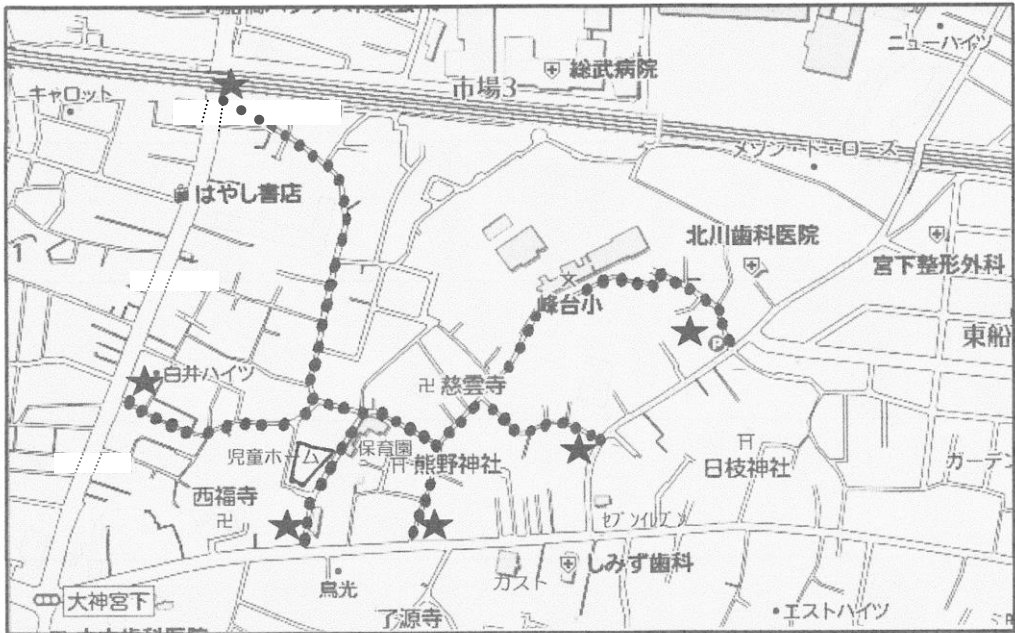 ニューハイツ
総武病院
市場3
キャロット
メゾン・ド・ローズ
はやし書店
北川歯科医院
宮下整形外科
峰台小
東船
P
白井ハイツ
慈雲寺
児童ホーム
保育園
熊野神社
日枝神社
ガーデン
西福寺
セブンイレブン
ガスト
しみず歯科
鳥光
大神宮下
エストハイツ
了源寺